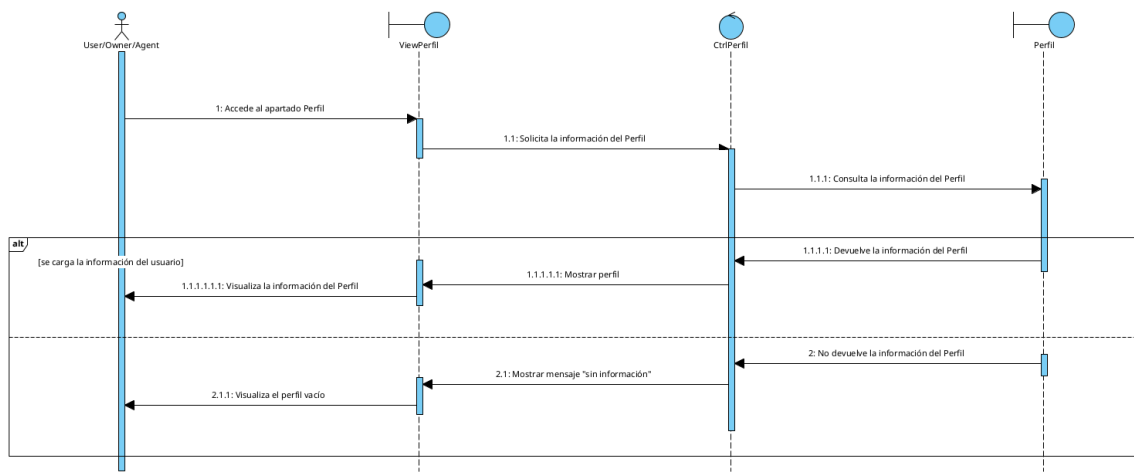 User/Owner/Agent
ViewPerfil
CtrlPerfil
Perfil
1: Accede al apartado Perfil
1.1: Solicita la información del Perfil
1.1.1: Consulta la información del Perfil
alt
1.1.1.1: Devuelve la información del Perfil
[se carga la información del usuario]
1.1.1.1.1: Mostrar perfil
1.1.1.1.1.1: Visualiza la información del Perfil
2: No devuelve la información del Perfil
2.1: Mostrar mensaje "sin información"
2.1.1: Visualiza el perfil vacío